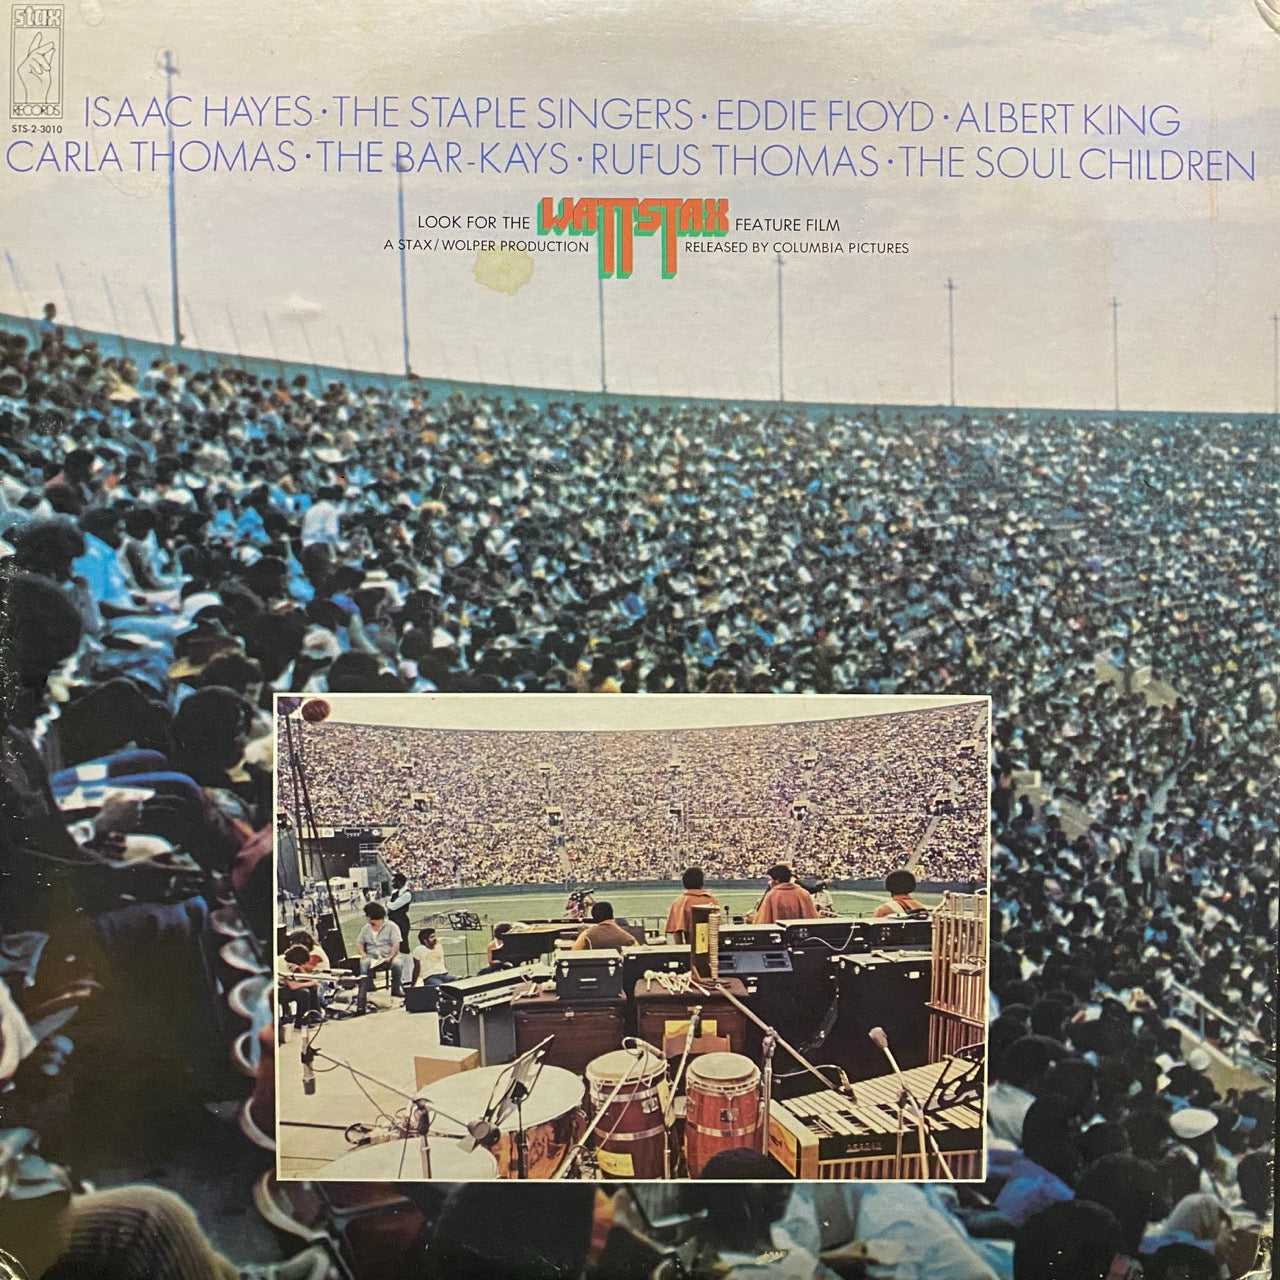 stax
RECORDS
STS-2-3010
ISAAC HAYES · THE STAPLE SINGERS · EDDIE FLOYD · ALBERT KING
CARLA THOMAS · THE BAR-KAYS · RUFUS THOMAS · THE SOUL CHILDREN
LOOK FOR THE WATTSTAX FEATURE FILM
A STAX/WOLPER PRODUCTION RELEASED BY COLUMBIA PICTURES